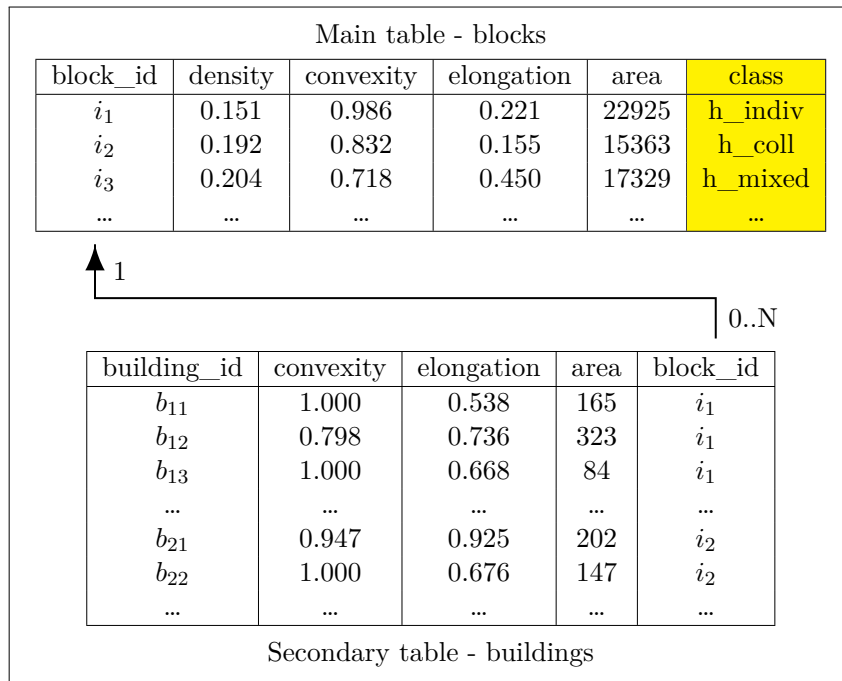 Main table - blocks
block_id density convexity elongation area class
i1 0.151 0.986 0.221 22925 h_indiv
i2 0.192 0.832 0.155 15363 h_coll
i3 0.204 0.718 0.450 17329 h_mixed
... ... ... ... ... ...
1
0..N
building_id convexity elongation area block_id
b11 1.000 0.538 165 i1
b12 0.798 0.736 323 i1
b13 1.000 0.668 84 i1
... ... ... ... ...
b21 0.947 0.925 202 i2
b22 1.000 0.676 147 i2
... ... ... ... ...
Secondary table - buildings